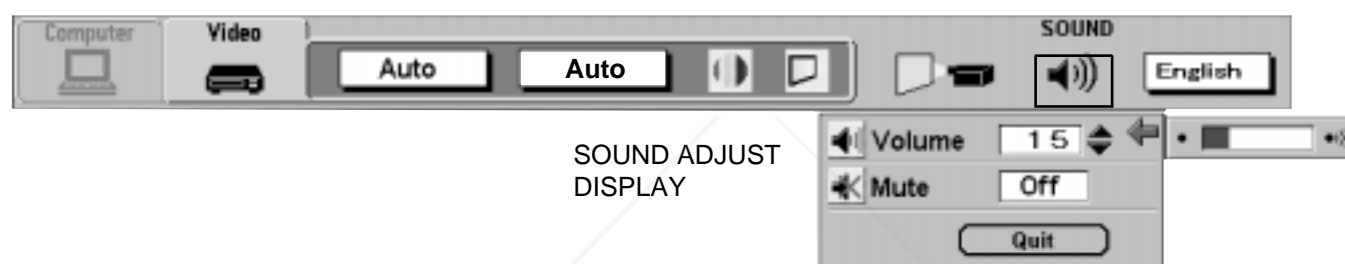 SOUND
Computer Video
Auto Auto English
SOUND ADJUST
DISPLAY
Volume 15
Mute Off
Quit